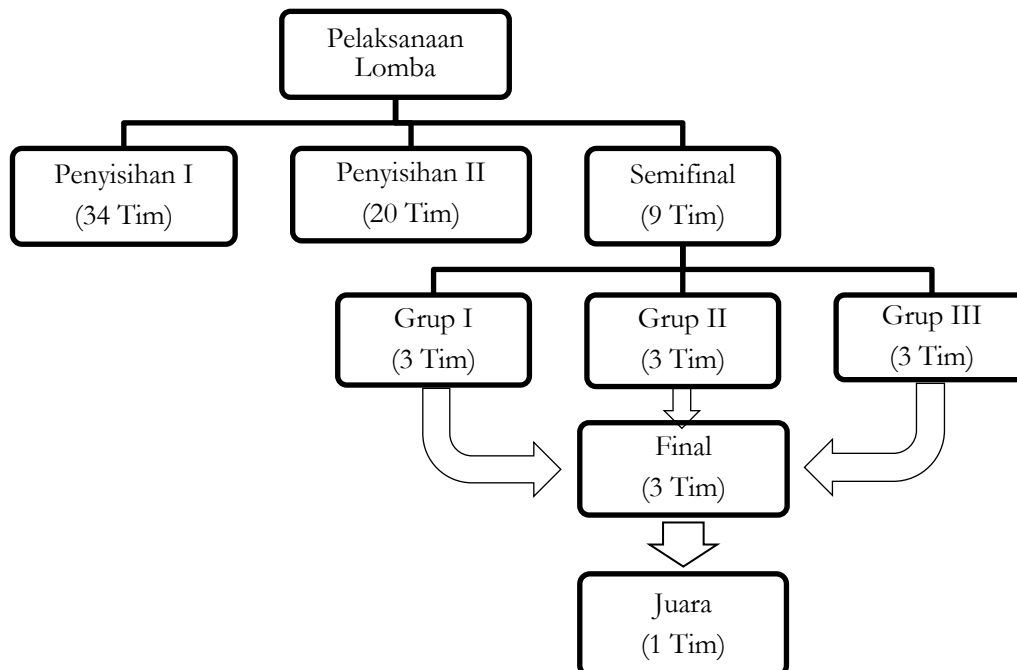 Pelaksanaan
Lomba
Penyisihan I
(34 Tim)
Penyisihan II
(20 Tim)
Semifinal
(9 Tim)
Grup I
(3 Tim)
Grup II
(3 Tim)
Grup III
(3 Tim)
Final
(3 Tim)
Juara
(1 Tim)